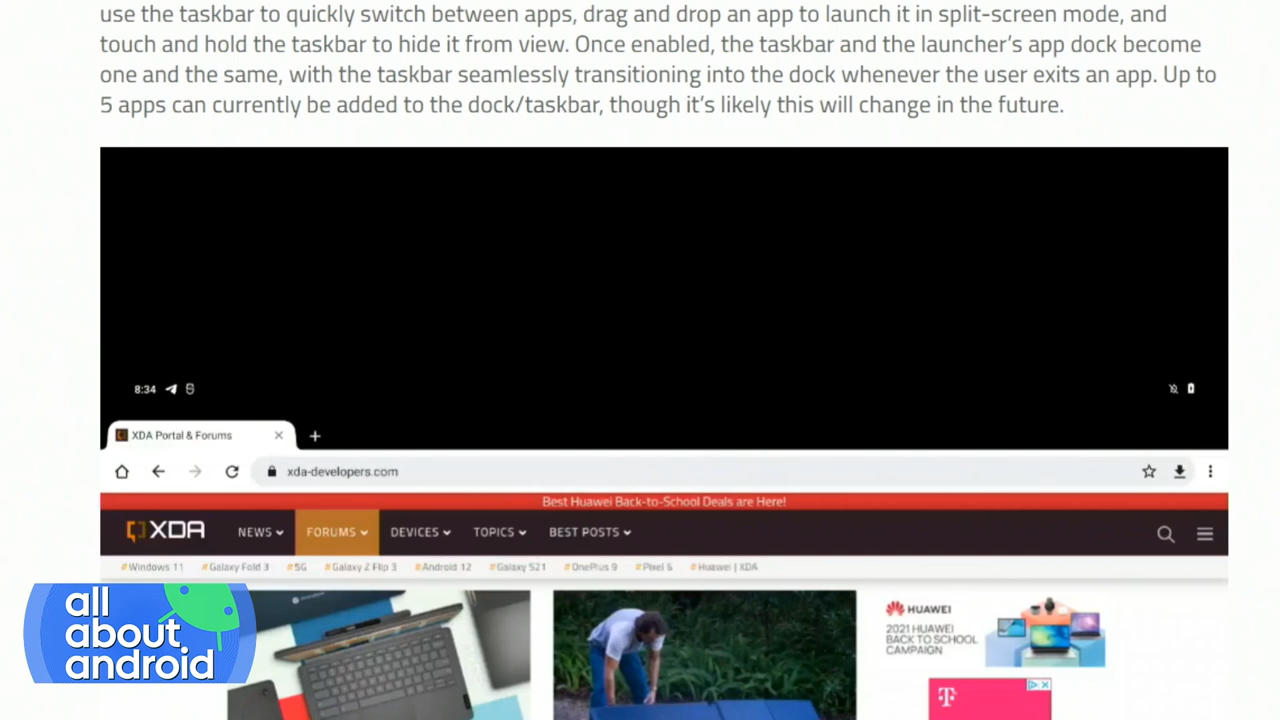 use the taskbar to quickly switch between apps, drag and drop an app to launch it in split-screen mode, and
touch and hold the taskbar to hide it from view. Once enabled, the taskbar and the launcher's app dock become
one and the same, with the taskbar seamlessly transitioning into the dock whenever the user exits an app. Up to
5 apps can currently be added to the dock/taskbar, though it's likely this will change in the future.
8:34
XDA Portal & Forums
xda-developers.com
Best Huawei Back-to-School Deals are Here!
XDA NEWS FORUMS DEVICES TOPICS BEST POSTS
#Windows 11 #Galaxy Fold 3 #5G #Galaxy Z Flip 3 #Android 12 #Galaxy S21 #OnePlus 9 #Pixel 6 #Huawei | XDA
HUAWEI
2021 HUAWEI
BACK TO SCHOOL
CAMPAIGN
T
all
about
android